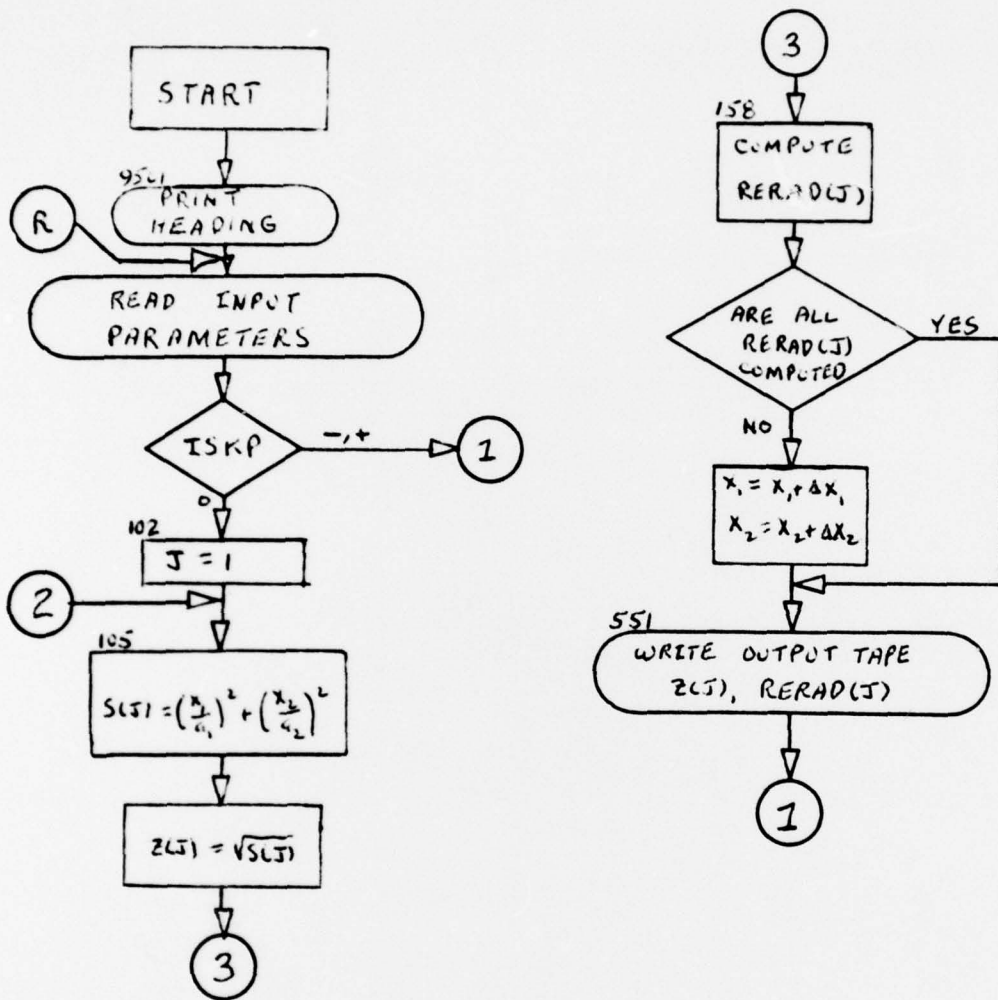 START
9501
PRINT
HEADING
R
READ INPUT
PARAMETERS
ISKP
-,+
1
0
102
J = 1
2
105
S(J) = (x₁/a₁)² + (x₂/a₂)²
Z(J) = √S(J)
3
3
158
COMPUTE
RERAD(J)
ARE ALL
RERAD(J)
COMPUTED
YES
NO
x₁ = x₁ + Δx₁
x₂ = x₂ + Δx₂
551
WRITE OUTPUT TAPE
Z(J), RERAD(J)
1